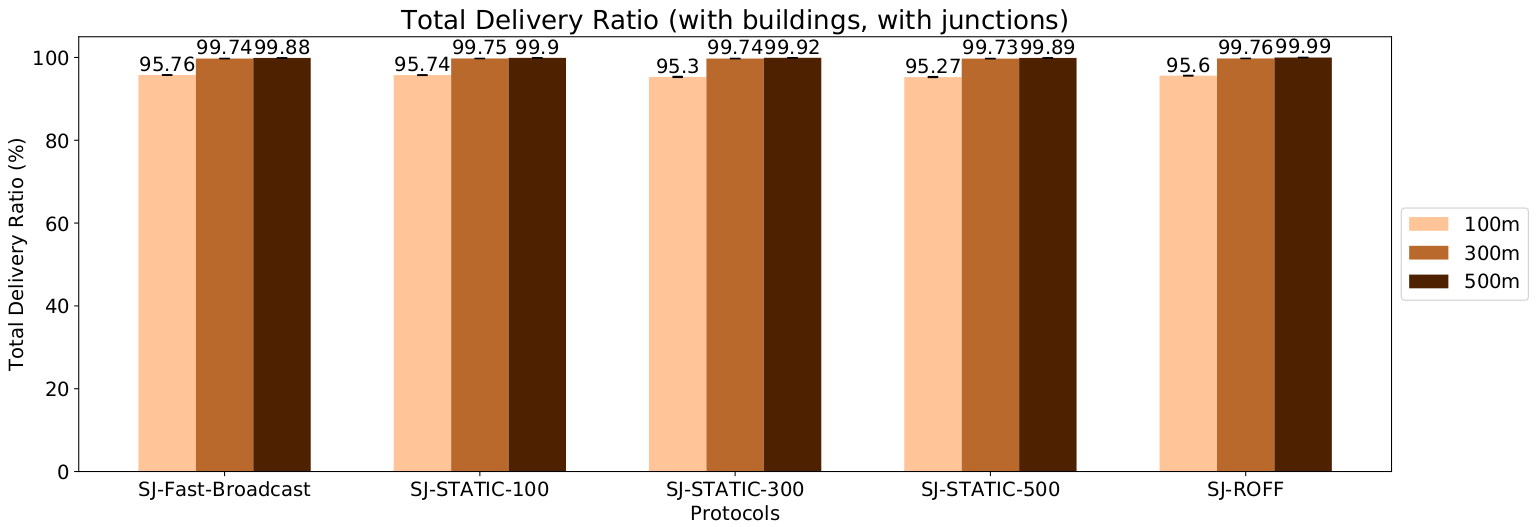 Total Delivery Ratio (with buildings, with junctions)
Total Delivery Ratio (%)
100
80
60
40
20
0
95.76 99.74 99.88
95.74 99.75 99.9
95.3 99.74 99.92
95.27 99.73 99.89
95.6 99.76 99.99
SJ-Fast-Broadcast SJ-STATIC-100 SJ-STATIC-300 SJ-STATIC-500 SJ-ROFF
Protocols
100m
300m
500m